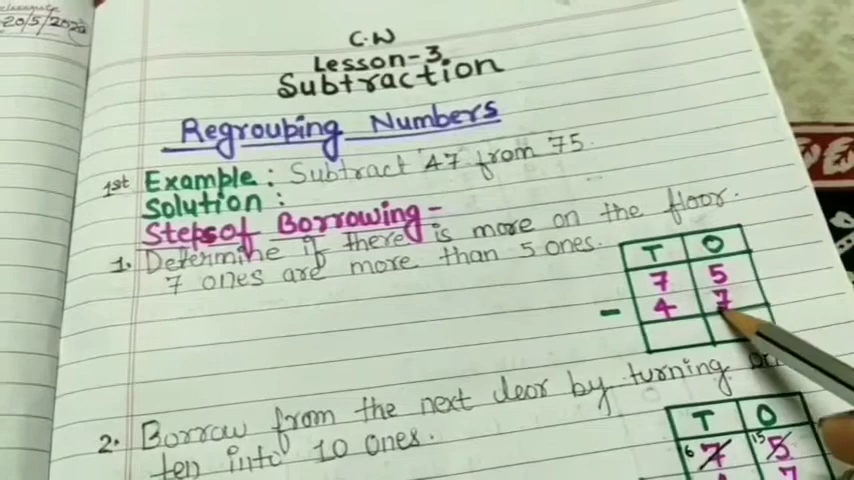 20/5/2020
C.W
Lesson-3.
Subtraction
Regrouping Numbers
1st Example: Subtract 47 from 75.
Solution:
Steps of Borrowing-
1. Determine if there is more on the floor.
7 ones are more than 5 ones.
T O
7 5
- 4 7
2. Borrow from the next door by turning
ten into 10 ones.
T O
6 7 15 5
7